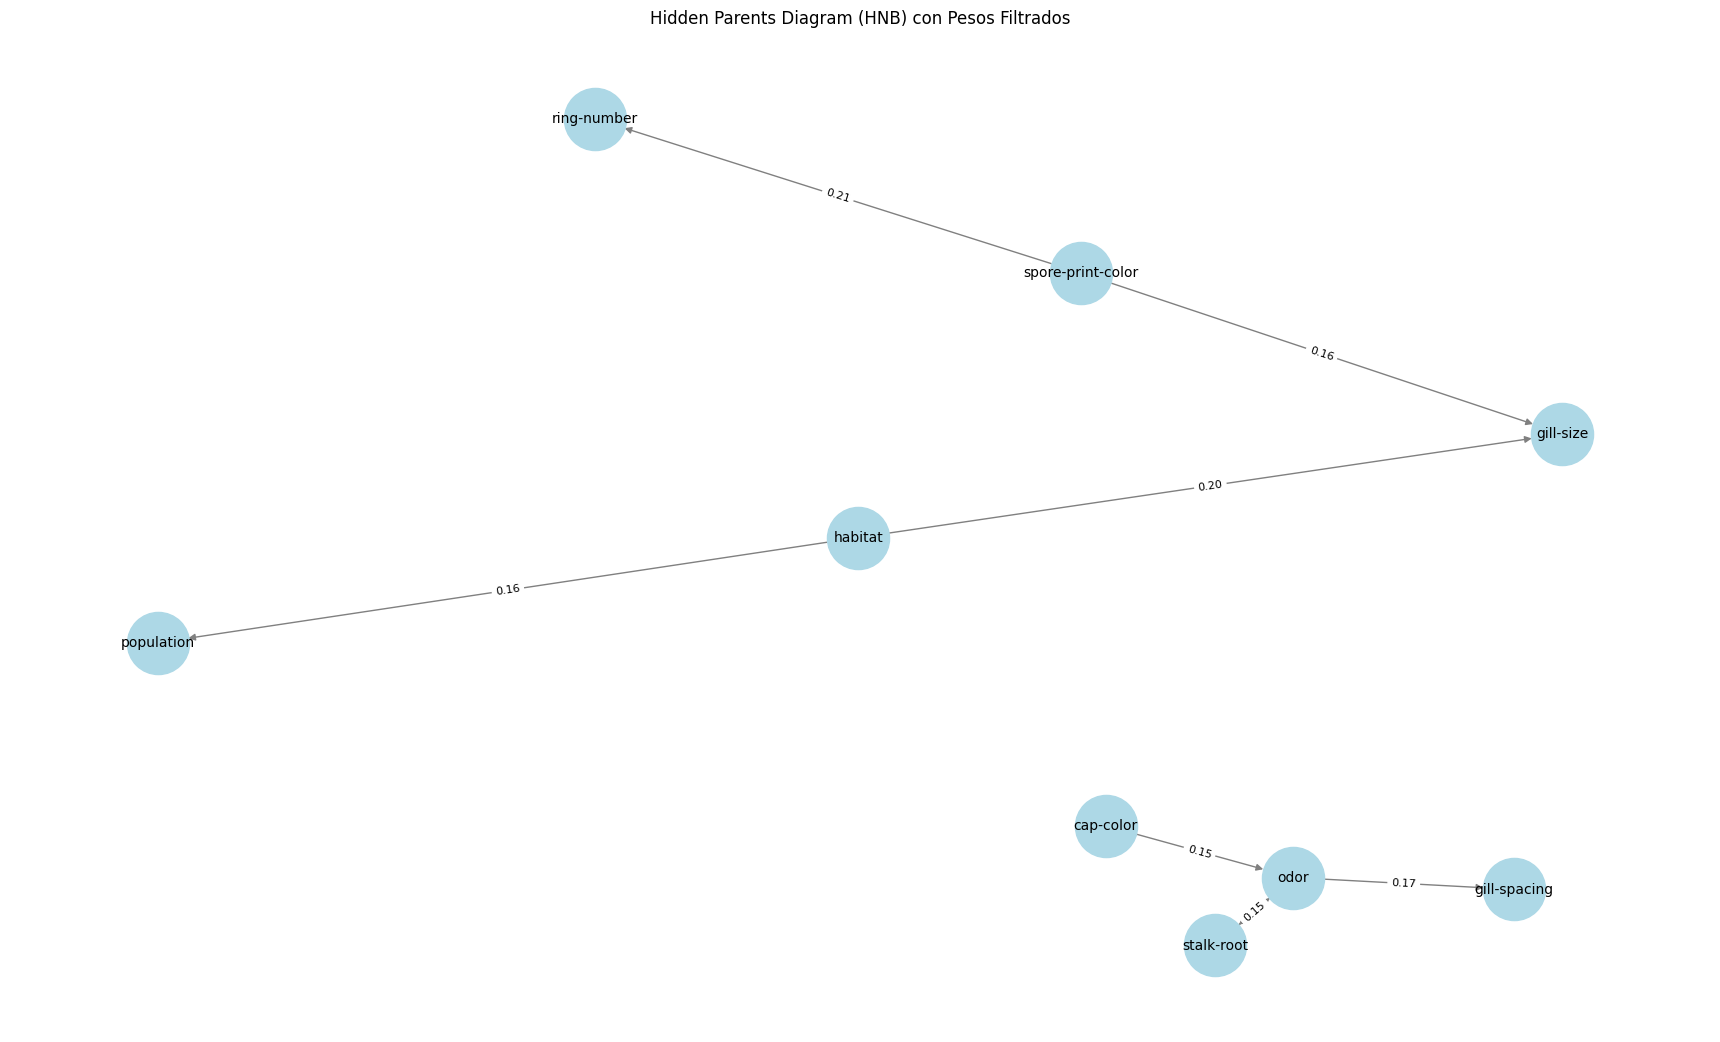 Hidden Parents Diagram (HNB) con Pesos Filtrados
ring-number
0.21
spore-print-color
0.16
gill-size
0.20
habitat
0.16
population
cap-color
0.15
odor
0.17
gill-spacing
0.15
stalk-root